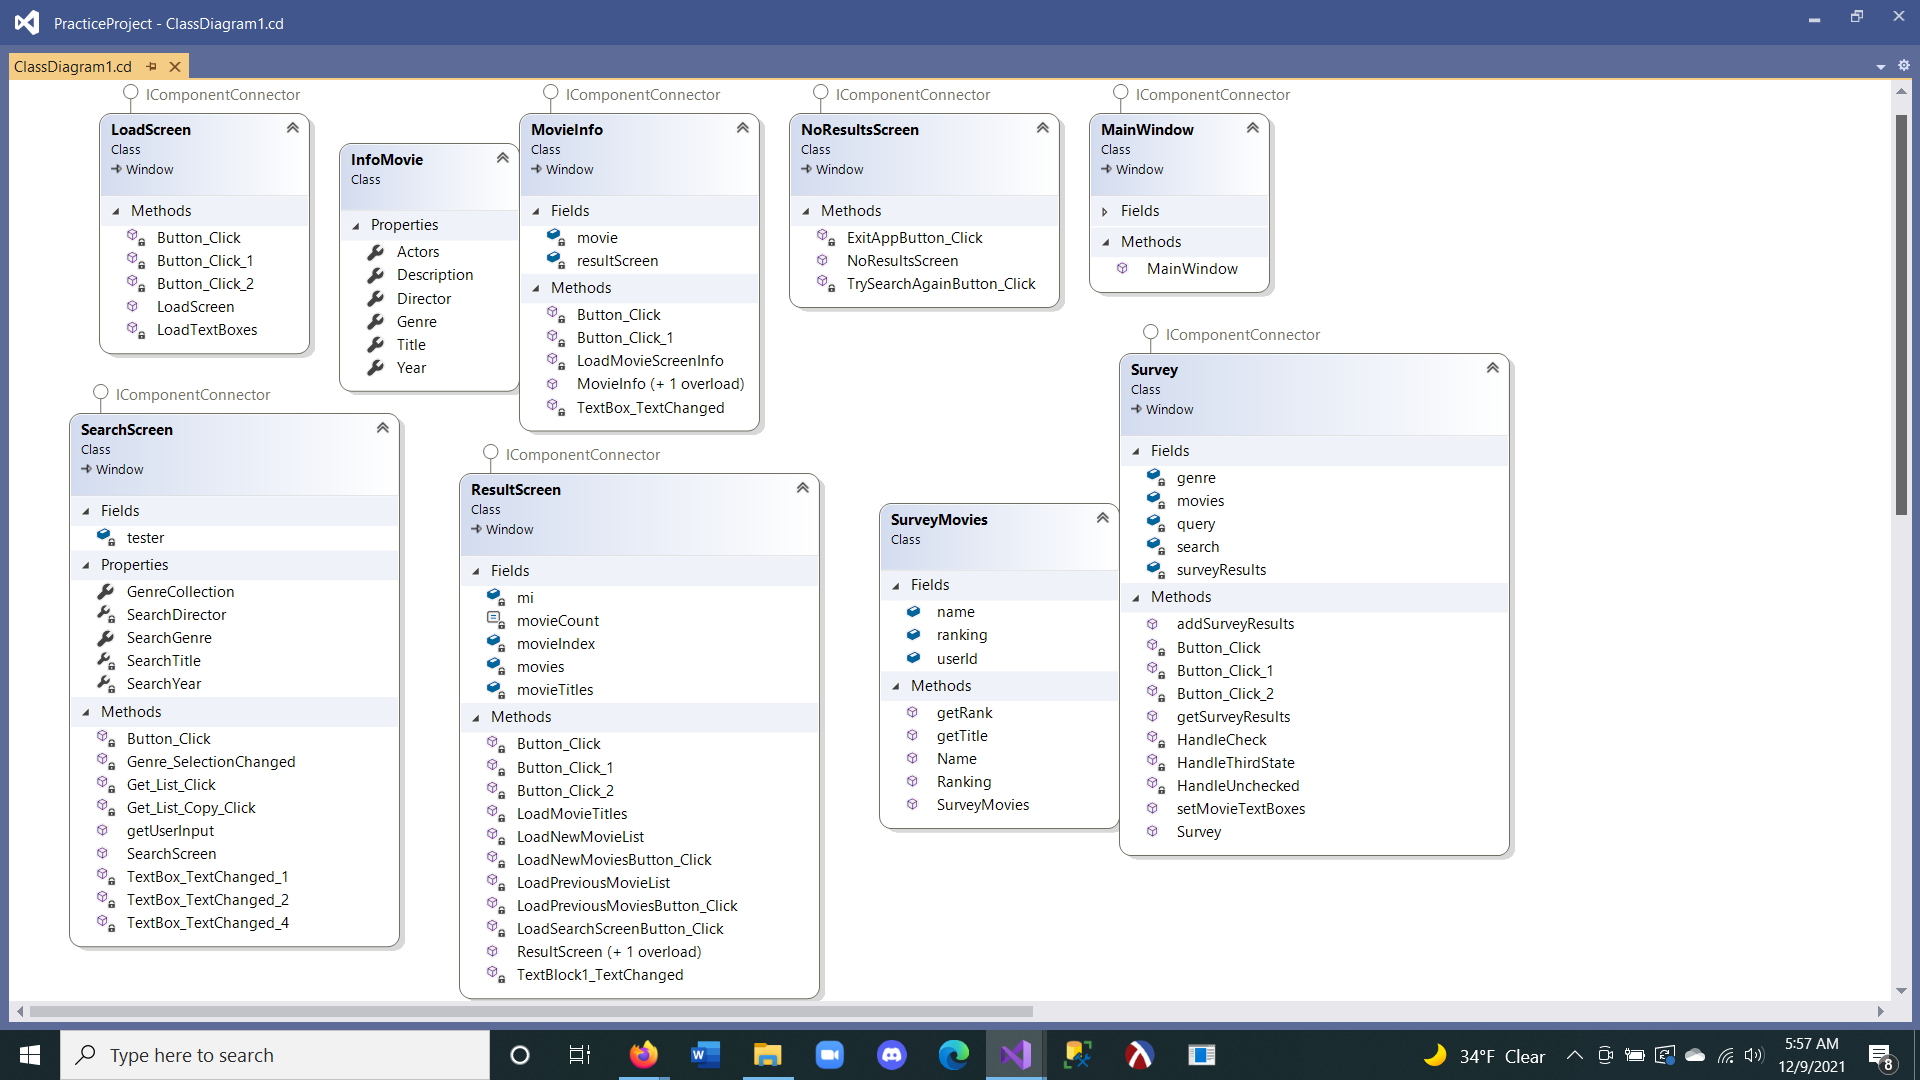 PracticeProject - ClassDiagram1.cd
ClassDiagram1.cd
IComponentConnector
LoadScreen
Class
Window
Methods
Button_Click
Button_Click_1
Button_Click_2
LoadScreen
LoadTextBoxes
InfoMovie
Class
Properties
Actors
Description
Director
Genre
Title
Year
IComponentConnector
MovieInfo
Class
Window
Fields
movie
resultScreen
Methods
Button_Click
Button_Click_1
LoadMovieScreenInfo
MovieInfo (+ 1 overload)
TextBox_TextChanged
IComponentConnector
NoResultsScreen
Class
Window
Methods
ExitAppButton_Click
NoResultsScreen
TrySearchAgainButton_Click
IComponentConnector
MainWindow
Class
Window
Fields
Methods
MainWindow
IComponentConnector
SearchScreen
Class
Window
Fields
tester
Properties
GenreCollection
SearchDirector
SearchGenre
SearchTitle
SearchYear
Methods
Button_Click
Genre_SelectionChanged
Get_List_Click
Get_List_Copy_Click
getUserInput
SearchScreen
TextBox_TextChanged_1
TextBox_TextChanged_2
TextBox_TextChanged_4
IComponentConnector
ResultScreen
Class
Window
Fields
mi
movieCount
movieIndex
movies
movieTitles
Methods
Button_Click
Button_Click_1
Button_Click_2
LoadMovieTitles
LoadNewMovieList
LoadNewMoviesButton_Click
LoadPreviousMovieList
LoadPreviousMoviesButton_Click
LoadSearchScreenButton_Click
ResultScreen (+ 1 overload)
TextBlock1_TextChanged
SurveyMovies
Class
Fields
name
ranking
userId
Methods
getRank
getTitle
Name
Ranking
SurveyMovies
IComponentConnector
Survey
Class
Window
Fields
genre
movies
query
search
surveyResults
Methods
addSurveyResults
Button_Click
Button_Click_1
Button_Click_2
getSurveyResults
HandleCheck
HandleThirdState
HandleUnchecked
setMovieTextBoxes
Survey
Type here to search
34°F Clear
5:57 AM
12/9/2021
8